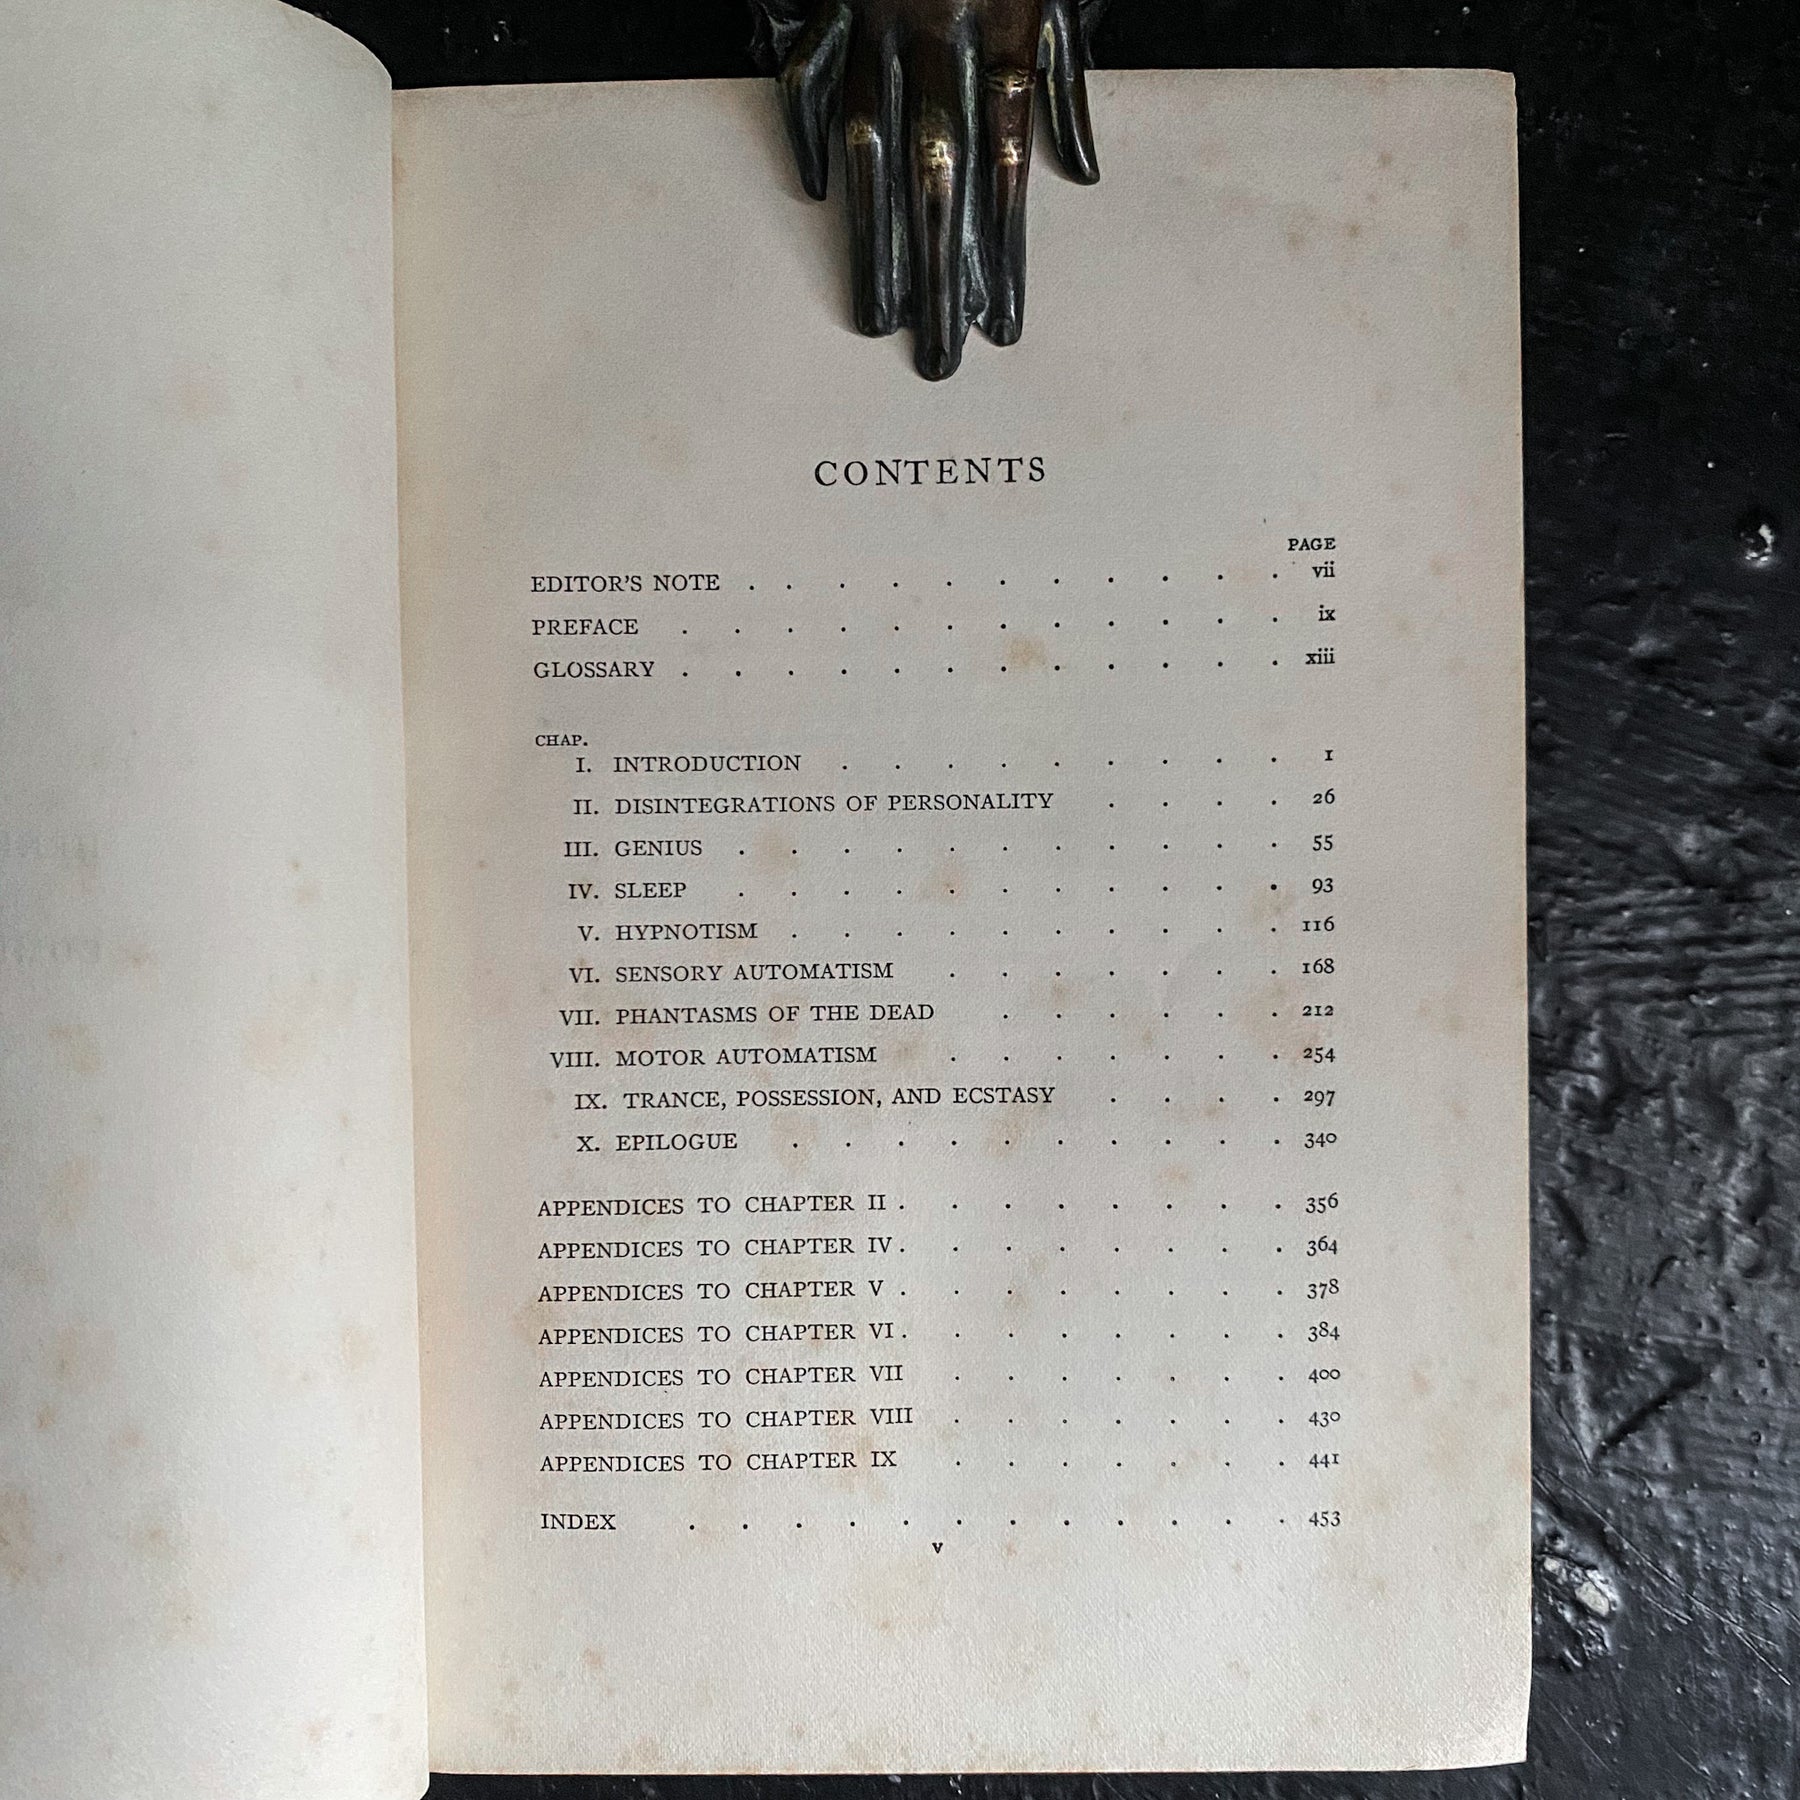 CONTENTS
PAGE
EDITOR'S NOTE . . . . . . . . . . . vii
PREFACE . . . . . . . . . . . . ix
GLOSSARY . . . . . . . . . . . . xiii
CHAP.
I. INTRODUCTION . . . . . . . . . 1
II. DISINTEGRATIONS OF PERSONALITY . . . . 26
III. GENIUS . . . . . . . . . . . 55
IV. SLEEP . . . . . . . . . . . 93
V. HYPNOTISM . . . . . . . . . . 116
VI. SENSORY AUTOMATISM . . . . . . . 168
VII. PHANTASMS OF THE DEAD . . . . . . 212
VIII. MOTOR AUTOMATISM . . . . . . . 254
IX. TRANCE, POSSESSION, AND ECSTASY . . . . 297
X. EPILOGUE . . . . . . . . . . 340
APPENDICES TO CHAPTER II . . . . . . . . 356
APPENDICES TO CHAPTER IV . . . . . . . . 364
APPENDICES TO CHAPTER V . . . . . . . . 378
APPENDICES TO CHAPTER VI . . . . . . . . 384
APPENDICES TO CHAPTER VII . . . . . . . 400
APPENDICES TO CHAPTER VIII . . . . . . . 430
APPENDICES TO CHAPTER IX . . . . . . . 441
INDEX . . . . . . . . . . . . 453
v